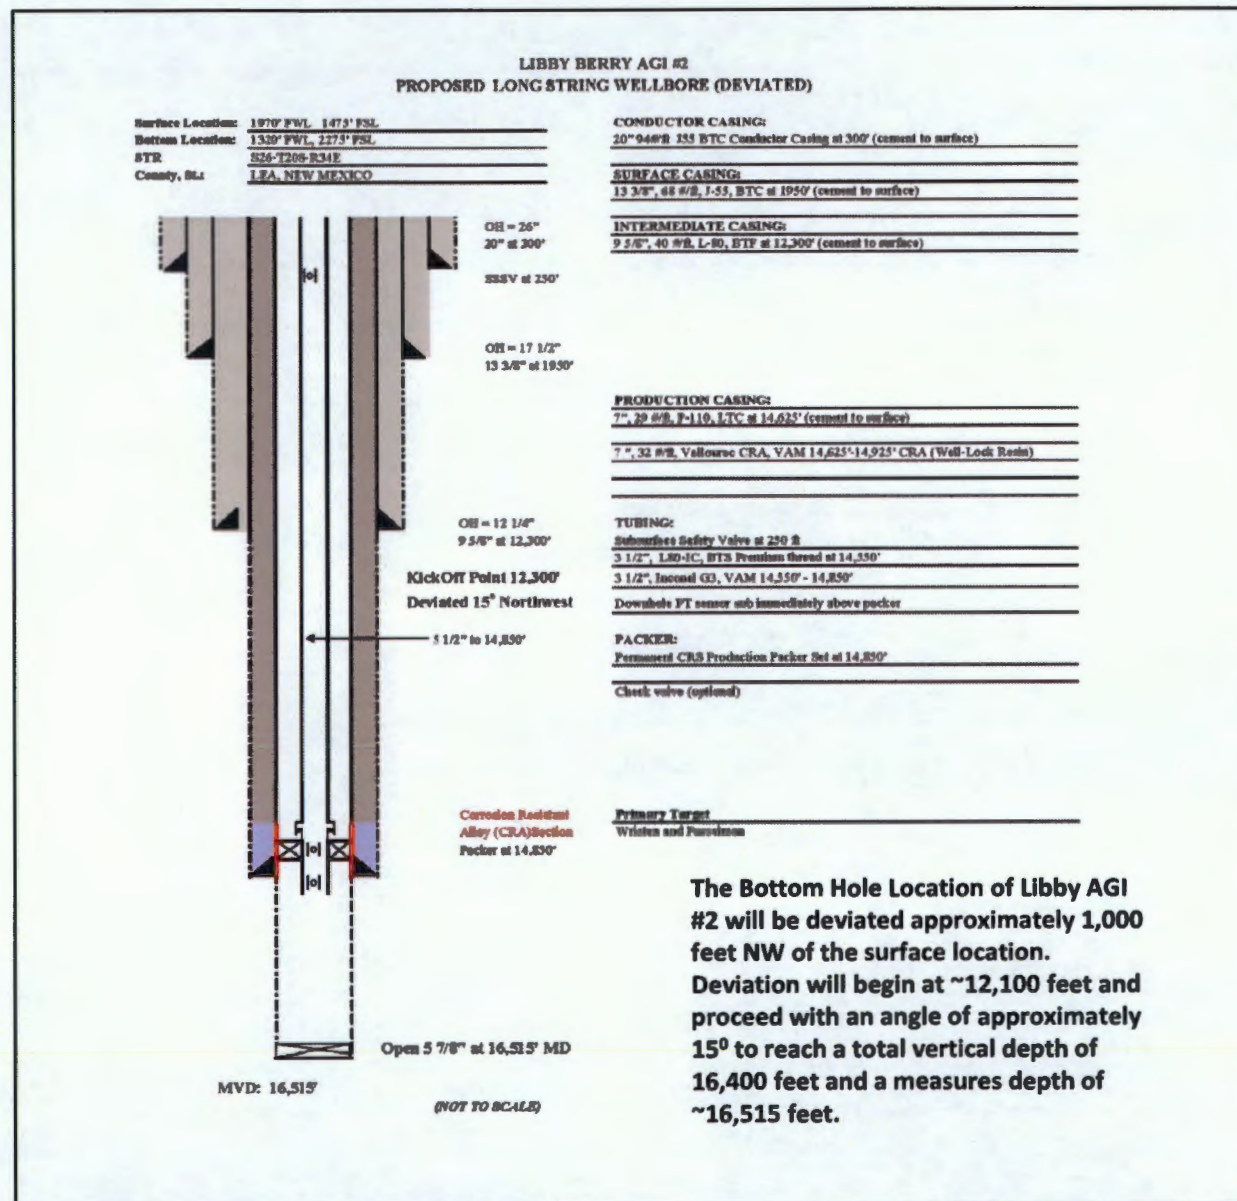 LIBBY BERRY AGI #2
PROPOSED LONG STRING WELLBORE (DEVIATED)
Surface Location: 1970' FWL 1475' FSL
Bottom Location: 1320' FWL, 2275' FSL
STR S26-T20S-R34E
County, St.: LEA, NEW MEXICO
CONDUCTOR CASING:
20" 94#/ft J55 BTC Conductor Casing at 300' (cement to surface)
SURFACE CASING:
13 3/8", 68 #/ft, J-55, BTC at 1950' (cement to surface)
INTERMEDIATE CASING:
9 5/8", 40 #/ft, L-80, BTF at 12,300' (cement to surface)
OH = 26"
20" at 300'
SSSV at 250'
OH = 17 1/2"
13 3/8" at 1950'
PRODUCTION CASING:
7", 29 #/ft, P-110, LTC at 14,625' (cement to surface)
7 ", 32 #/ft, Vallourec CRA, VAM 14,625'-14,925' CRA (Well-Lock Resin)
OH = 12 1/4"
9 5/8" at 12,300'
KickOff Point 12,300'
Deviated 15° Northwest
5 1/2" to 14,850'
TUBING:
Subsurface Safety Valve at 250 ft
3 1/2", L80-IC, BTS Premium thread at 14,550'
3 1/2", Inconel G3, VAM 14,550' - 14,850'
Downhole PT sensor sub immediately above packer
PACKER:
Permanent CRS Production Packer Set at 14,850'
Check valve (optional)
Corrosion Resistant
Alloy (CRA)Section
Packer at 14,850'
Primary Target
Wristen and Fusselman
The Bottom Hole Location of Libby AGI
#2 will be deviated approximately 1,000
feet NW of the surface location.
Deviation will begin at ~12,100 feet and
proceed with an angle of approximately
15⁰ to reach a total vertical depth of
16,400 feet and a measures depth of
~16,515 feet.
Open 5 7/8" at 16,515' MD
MVD: 16,515'
(NOT TO SCALE)